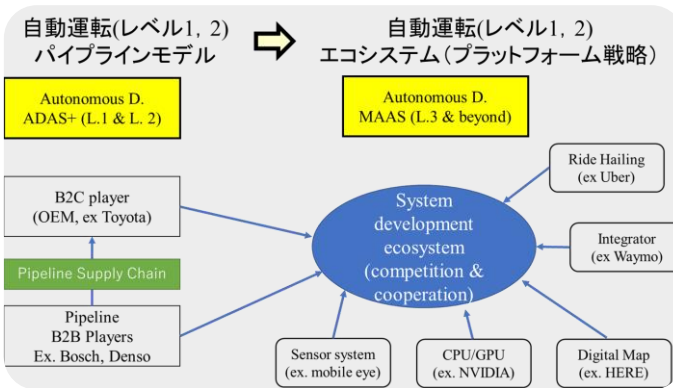 自動運転(レベル1, 2)
パイプラインモデル
自動運転(レベル1, 2)
エコシステム(プラットフォーム戦略)
Autonomous D.
ADAS+ (L.1 & L. 2)
Autonomous D.
MAAS (L.3 & beyond)
B2C player
(OEM, ex Toyota)
Pipeline Supply Chain
Pipeline
B2B Players
Ex. Bosch, Denso
System
development
ecosystem
(competition &
cooperation)
Ride Hailing
(ex Uber)
Integrator
(ex Waymo)
Sensor system
(ex. mobile eye)
CPU/GPU
(ex. NVIDIA)
Digital Map
(ex. HERE)